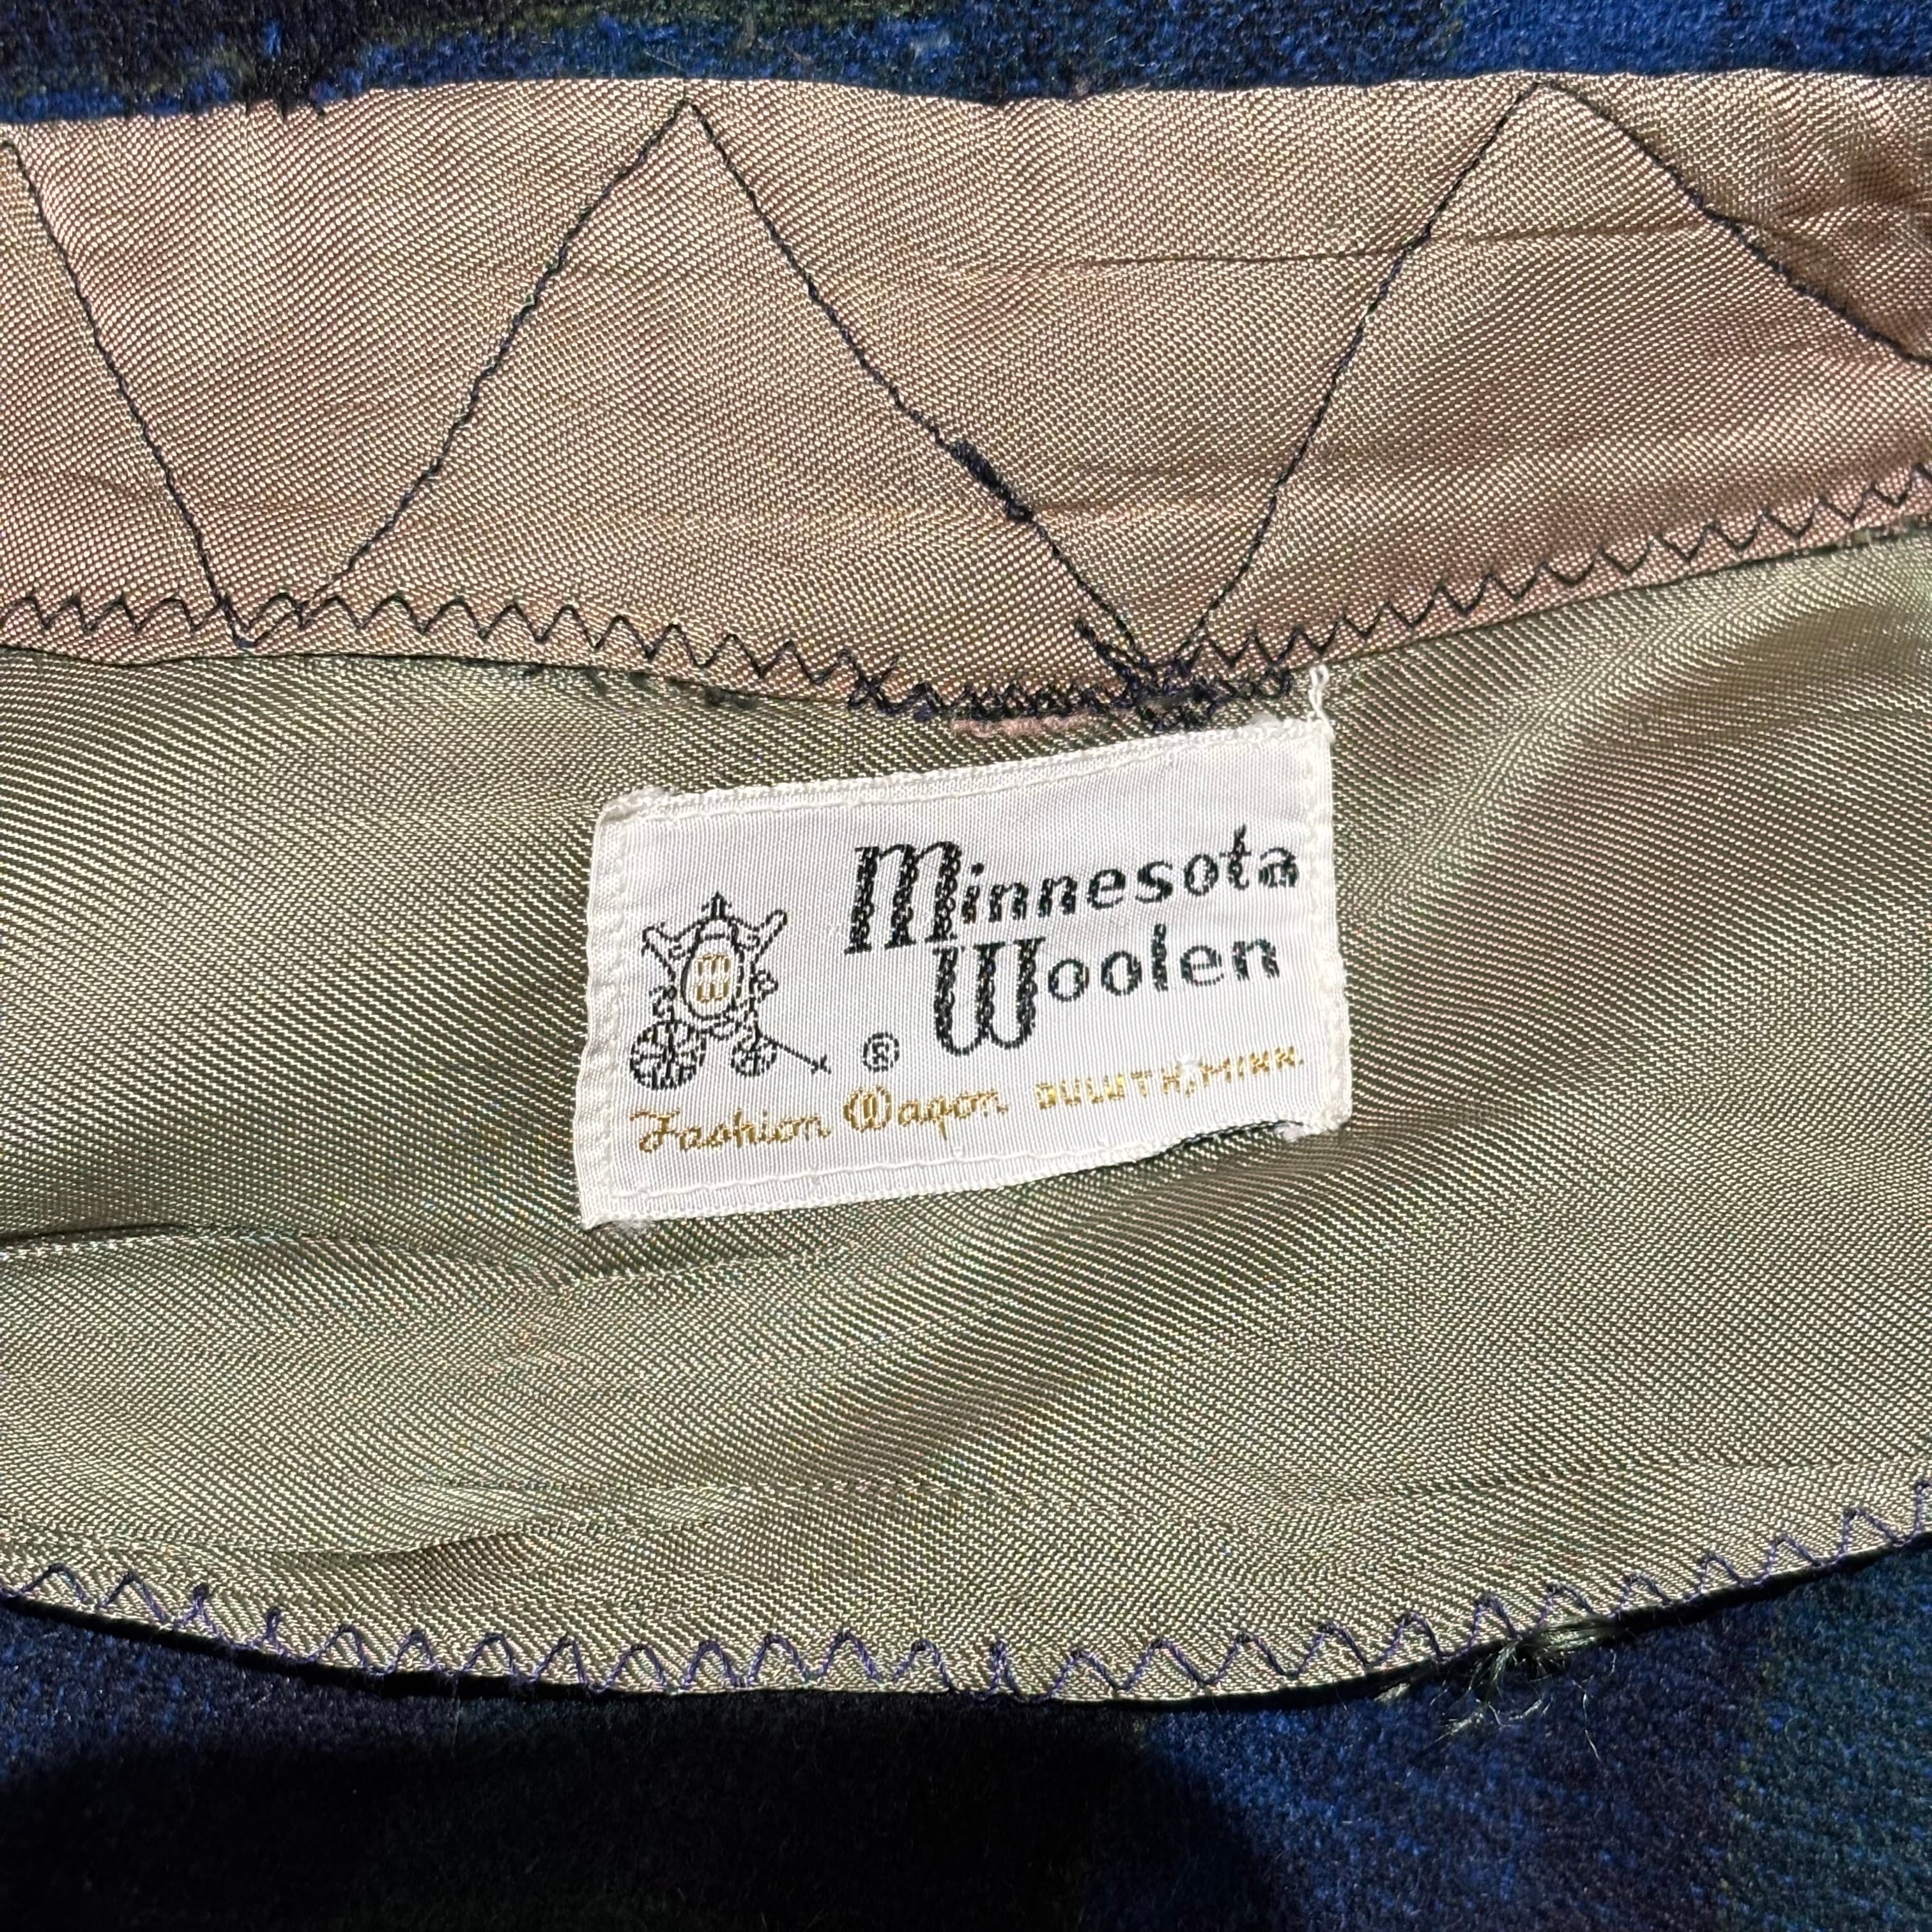 Minnesota
Woolen
®
Fashion Wagon DULUTH, MINN.